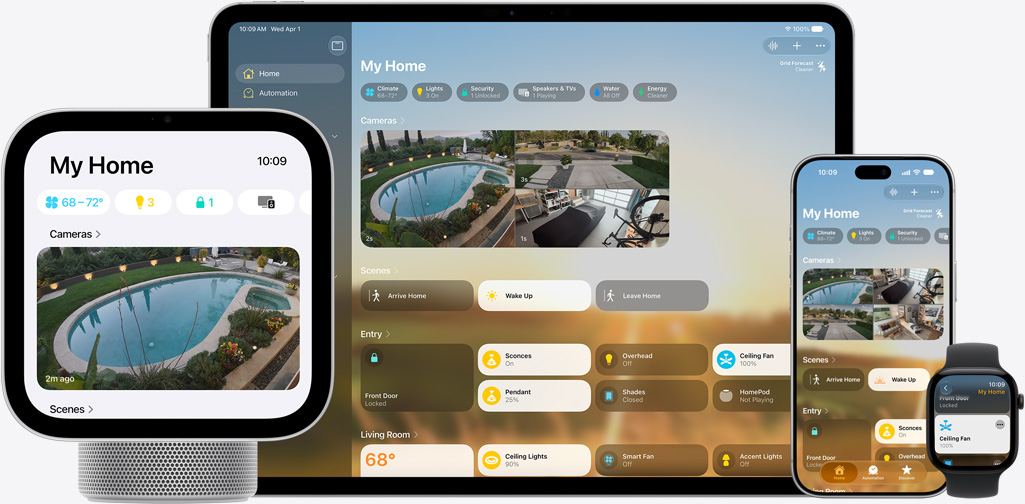 My Home
10:09
68–72°
3
1
Cameras >
2m ago
Scenes >
10:09 AM Wed Apr 1
100%
Home
Automation
My Home
Grid Forecast
Cleaner
Climate
68–72°
Lights
3 On
Security
1 Unlocked
Speakers & TVs
1 Playing
Water
All Off
Energy
Cleaner
Cameras >
2s
3s
1s
Scenes >
Arrive Home
Wake Up
Leave Home
Entry >
Front Door
Locked
Sconces
On
Overhead
Off
Ceiling Fan
100%
Pendant
25%
Shades
Closed
HomePod
Not Playing
Living Room >
68°
Ceiling Lights
90%
Smart Fan
Off
Accent Lights
Off
10:09
My Home
Grid Forecast
Cleaner
Climate
68–72°
Lights
3 On
Security
1 Unlocked
Cameras >
Scenes >
Arrive Home
Wake Up
Entry >
Front Door
Locked
Sconces
On
Overhead
Home
Automation
Discover
10:09
My Home
Front Door
Locked
Ceiling Fan
100%